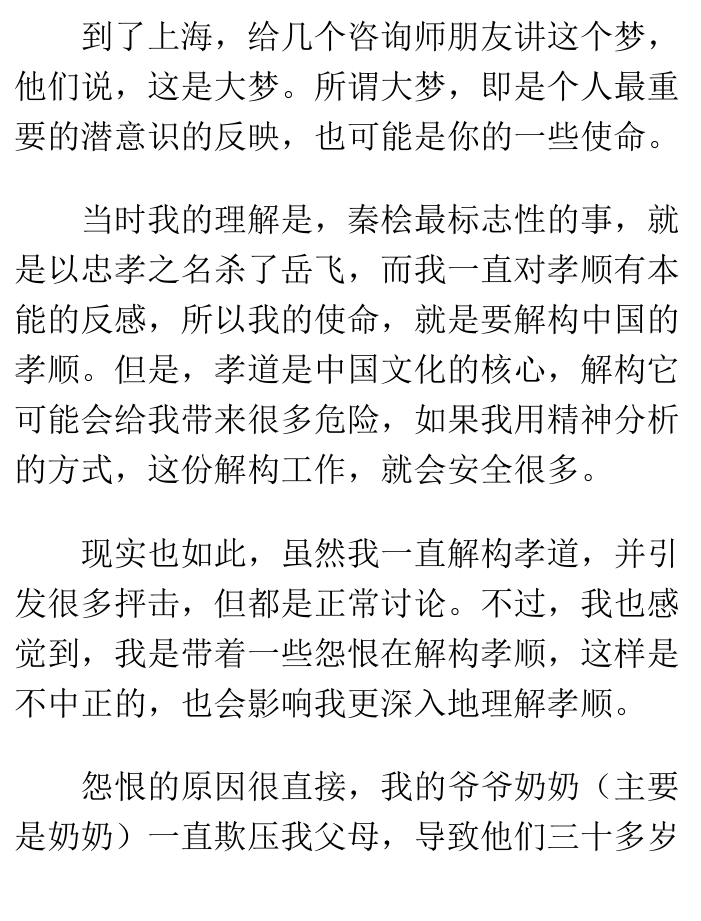 到了上海，给几个咨询师朋友讲这个梦，
他们说，这是大梦。所谓大梦，即是个人最重
要的潜意识的反映，也可能是你的一些使命。
当时我的理解是，秦桧最标志性的事，就
是以忠孝之名杀了岳飞，而我一直对孝顺有本
能的反感，所以我的使命，就是要解构中国的
孝顺。但是，孝道是中国文化的核心，解构它
可能会给我带来很多危险，如果我用精神分析
的方式，这份解构工作，就会安全很多。
现实也如此，虽然我一直解构孝道，并引
发很多抨击，但都是正常讨论。不过，我也感
觉到，我是带着一些怨恨在解构孝顺，这样是
不中正的，也会影响我更深入地理解孝顺。
怨恨的原因很直接，我的爷爷奶奶（主要
是奶奶）一直欺压我父母，导致他们三十多岁